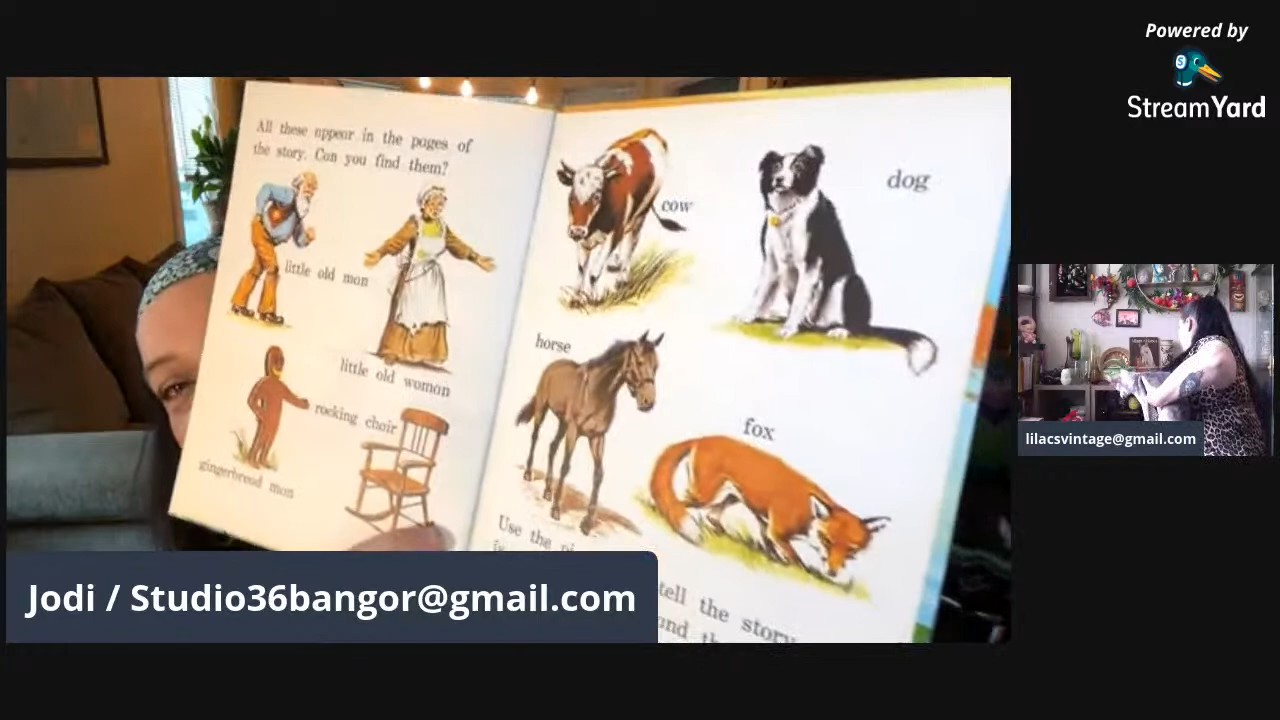 Powered by
StreamYard
All these appear in the pages of
the story. Can you find them?
little old man
little old woman
gingerbread man
rocking chair
cow
dog
horse
fox
Use the
tell the story
and
lilacsvintage@gmail.com
Jodi / Studio36bangor@gmail.com